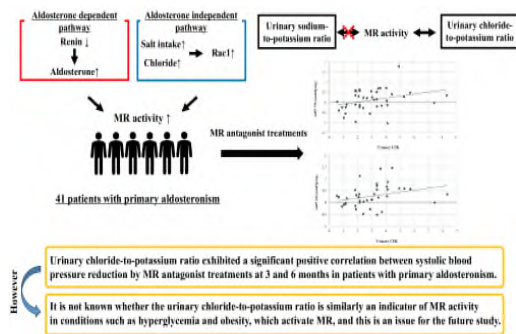 Aldosterone dependent
pathway
Renin ↓
Aldosterone↑
Aldosterone independent
pathway
Salt intake↑
Chloride↑
Rac1↑
Urinary sodium-
to-potassium ratio
MR activity
Urinary chloride-
to-potassium ratio
MR activity ↑
MR antagonist treatments
41 patients with primary aldosteronism
However
Urinary chloride-to-potassium ratio exhibited a significant positive correlation between systolic blood
pressure reduction by MR antagonist treatments at 3 and 6 months in patients with primary aldosteronism.
It is not known whether the urinary chloride-to-potassium ratio is similarly an indicator of MR activity
in conditions such as hyperglycemia and obesity, which activate MR, and this is an issue for the future study.